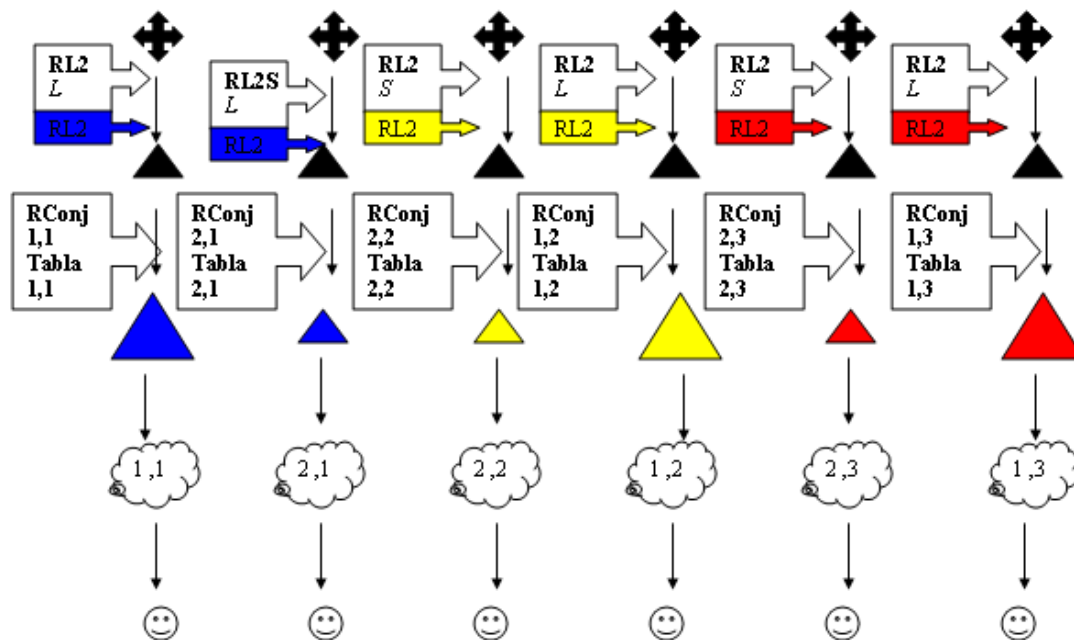 RL2
L
RL2
RL2S
L
RL2
RL2
S
RL2
RL2
L
RL2
RL2
S
RL2
RL2
L
RL2
RConj
1,1
Tabla
1,1
RConj
2,1
Tabla
2,1
RConj
2,2
Tabla
2,2
RConj
1,2
Tabla
1,2
RConj
2,3
Tabla
2,3
RConj
1,3
Tabla
1,3
1,1
2,1
2,2
1,2
2,3
1,3